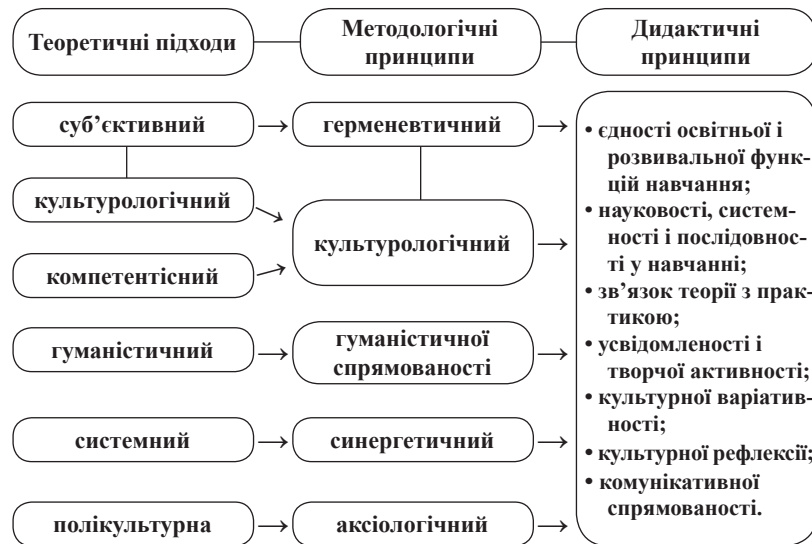 Теоретичні підходи
Методологічні
принципи
Дидактичні
принципи
суб’єктивний
герменевтичний
культурологічний
культурологічний
компетентісний
гуманістичний
гуманістичної
спрямованості
системний
синергетичний
полікультурна
аксіологічний
• єдності освітньої і
розвивальної функ-
цій навчання;
• науковості, систем-
ності і послідовнос-
ті у навчанні;
• зв’язок теорії з прак-
тикою;
• усвідомленості і
творчої активності;
• культурної варіатив-
ності;
• культурної рефлексії;
• комунікативної
спрямованості.